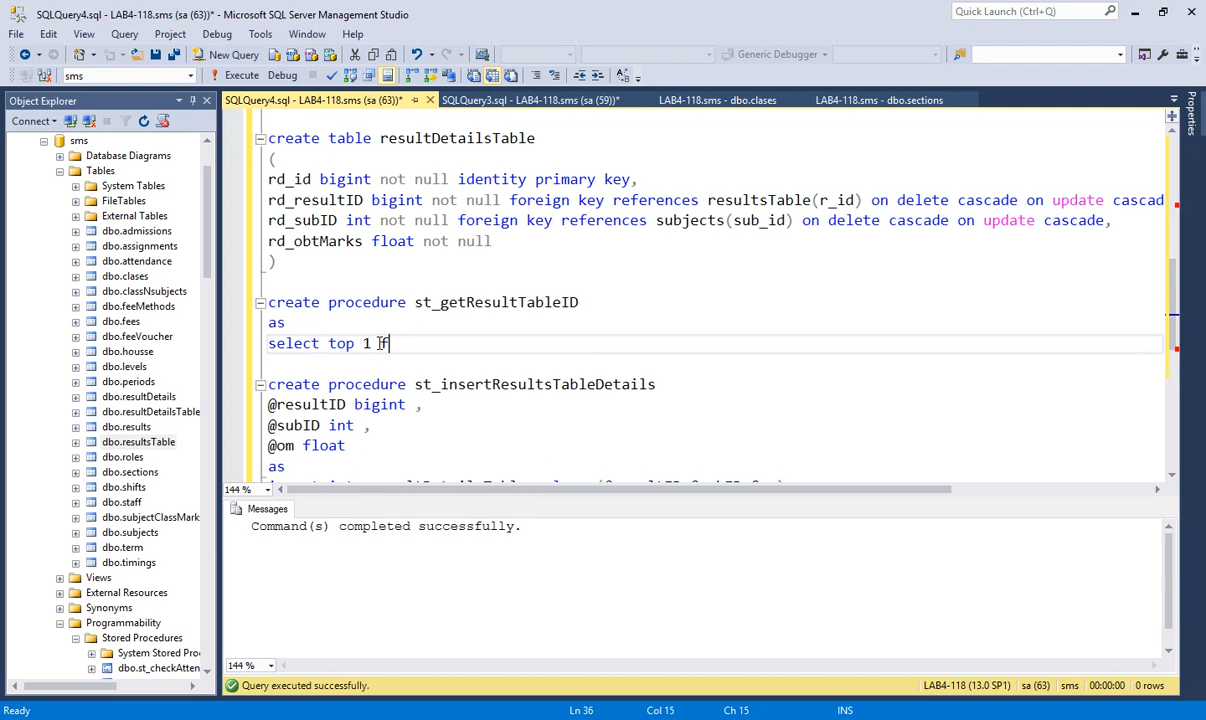 SQLQuery4.sql - LAB4-118.sms (sa (63))* - Microsoft SQL Server Management Studio
Quick Launch (Ctrl+Q)
File Edit View Query Project Debug Tools Window Help
New Query
Generic Debugger
sms
Execute Debug
Object Explorer
SQLQuery4.sql - LAB4-118.sms (sa (63))*
SQLQuery3.sql - LAB4-118.sms (sa (59))*
LAB4-118.sms - dbo.clases
LAB4-118.sms - dbo.sections
Properties
Connect
sms
Database Diagrams
Tables
System Tables
FileTables
External Tables
dbo.admissions
dbo.assignments
dbo.attendance
dbo.clases
dbo.classNsubjects
dbo.feeMethods
dbo.fees
dbo.feeVoucher
dbo.housse
dbo.levels
dbo.periods
dbo.resultDetails
dbo.resultDetailsTable
dbo.results
dbo.resultsTable
dbo.roles
dbo.sections
dbo.shifts
dbo.staff
dbo.subjectClassMark
dbo.subjects
dbo.term
dbo.timings
Views
External Resources
Synonyms
Programmability
Stored Procedures
System Stored Pro
dbo.st_checkAtten
create table resultDetailsTable
(
rd_id bigint not null identity primary key,
rd_resultID bigint not null foreign key references resultsTable(r_id) on delete cascade on update cascad
rd_subID int not null foreign key references subjects(sub_id) on delete cascade on update cascade,
rd_obtMarks float not null
)
create procedure st_getResultTableID
as
select top 1 f
create procedure st_insertResultsTableDetails
@resultID bigint ,
@subID int ,
@om float
as
144 %
Messages
Command(s) completed successfully.
144 %
Query executed successfully.
LAB4-118 (13.0 SP1) sa (63) sms 00:00:00 0 rows
Ready
Ln 36 Col 15 Ch 15 INS